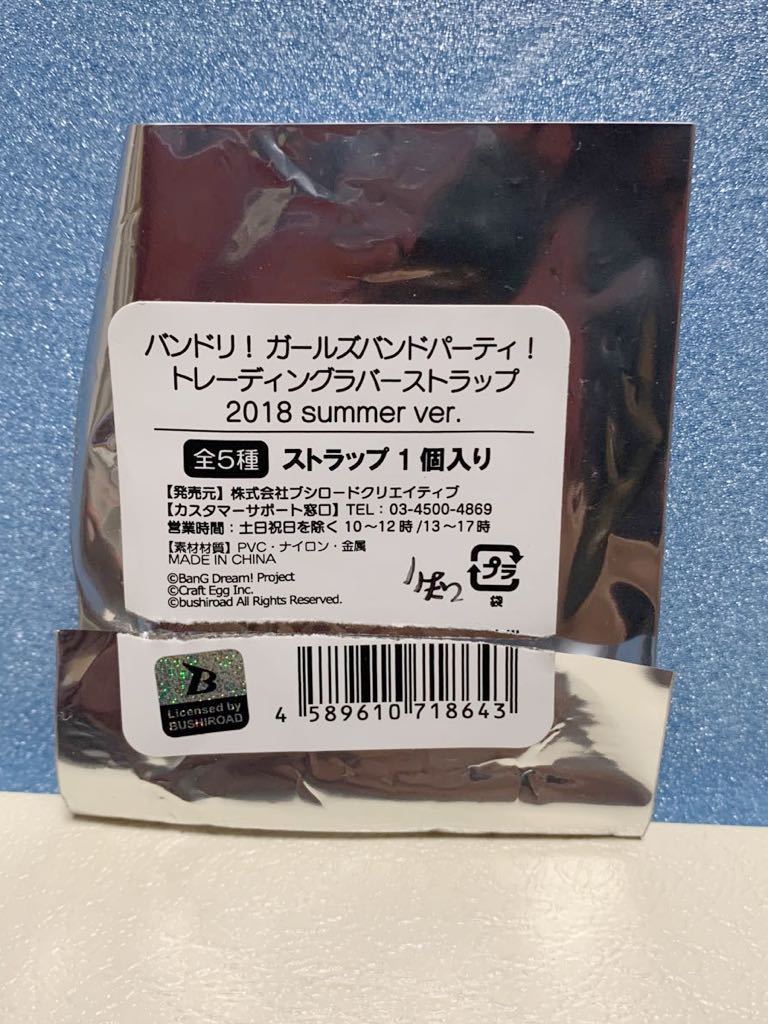 バンドリ！ ガールズバンドパーティ！
トレーディングラバーストラップ
2018 summer ver.
全5種 ストラップ 1 個入り
【発売元】株式会社ブシロードクリエイティブ
【カスタマーサポート窓口】TEL：03-4500-4869
営業時間：土日祝日を除く 10～12時/13～17時
【素材材質】PVC・ナイロン・金属
MADE IN CHINA
©BanG Dream! Project
©Craft Egg Inc.
©bushiroad All Rights Reserved.
プラ
袋
B
Licensed by
BUSHIROAD
4 589610 718643